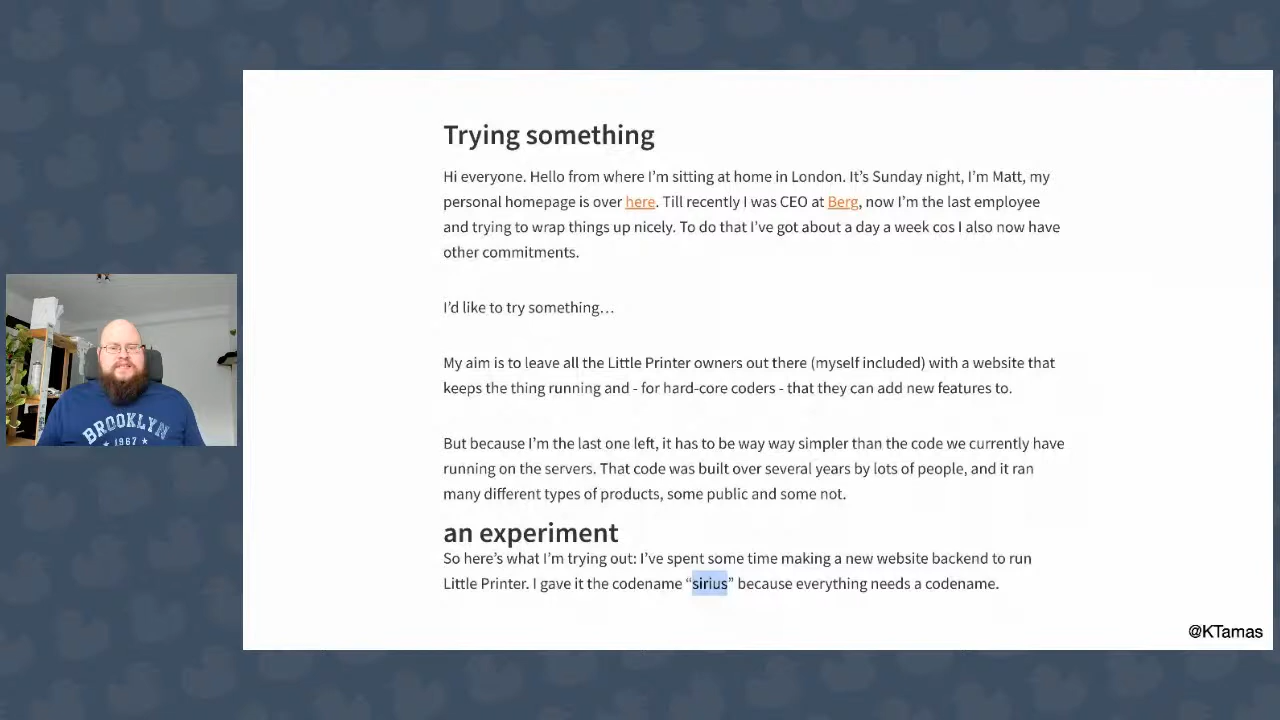 Trying something
Hi everyone. Hello from where I'm sitting at home in London. It's Sunday night, I'm Matt, my
personal homepage is over here. Till recently I was CEO at Berg, now I'm the last employee
and trying to wrap things up nicely. To do that I've got about a day a week cos I also now have
other commitments.
I'd like to try something…
My aim is to leave all the Little Printer owners out there (myself included) with a website that
keeps the thing running and - for hard-core coders - that they can add new features to.
But because I'm the last one left, it has to be way way simpler than the code we currently have
running on the servers. That code was built over several years by lots of people, and it ran
many different types of products, some public and some not.
an experiment
So here's what I'm trying out: I've spent some time making a new website backend to run
Little Printer. I gave it the codename “sirius” because everything needs a codename.
@KTamas
BROOKLYN
★ 1967 ★